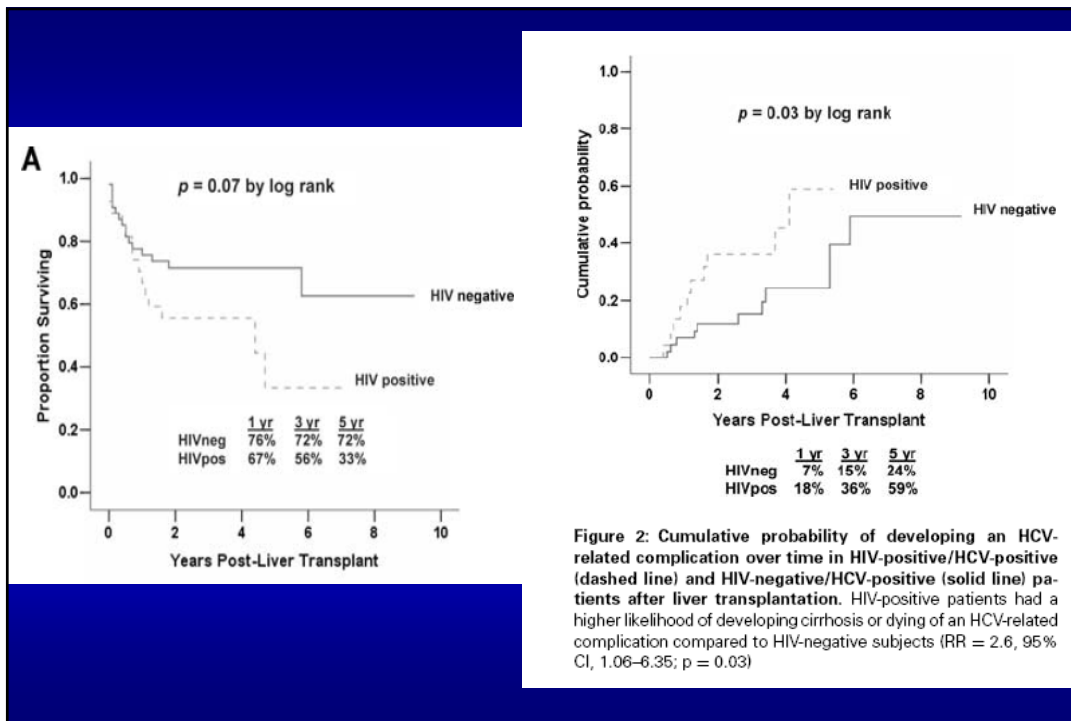 A
p = 0.07 by log rank
Proportion Surviving
1.0
0.8
0.6
0.4
0.2
0.0
HIV negative
HIV positive
1 yr 3 yr 5 yr
HIVneg 76% 72% 72%
HIVpos 67% 56% 33%
0 2 4 6 8 10
Years Post-Liver Transplant
p = 0.03 by log rank
Cumulative probability
1.0
0.8
0.6
0.4
0.2
0.0
HIV positive
HIV negative
0 2 4 6 8 10
Years Post-Liver Transplant
1 yr 3 yr 5 yr
HIVneg 7% 15% 24%
HIVpos 18% 36% 59%
Figure 2: Cumulative probability of developing an HCV-
related complication over time in HIV-positive/HCV-positive
(dashed line) and HIV-negative/HCV-positive (solid line) pa-
tients after liver transplantation. HIV-positive patients had a
higher likelihood of developing cirrhosis or dying of an HCV-related
complication compared to HIV-negative subjects (RR = 2.6, 95%
CI, 1.06–6.35; p = 0.03)